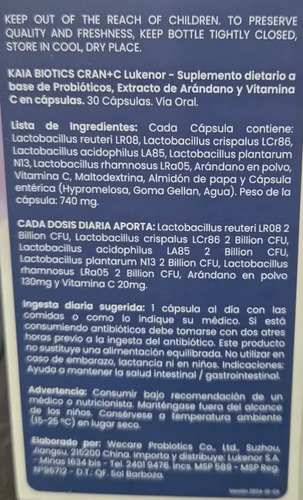 KEEP OUT OF THE REACH OF CHILDREN. TO PRESERVE
QUALITY AND FRESHNESS, KEEP BOTTLE TIGHTLY CLOSED,
STORE IN COOL, DRY PLACE.
KAIA BIOTICS CRAN+C Lukenor - Suplemento dietario a
base de Probióticos, Extracto de Arándano y Vitamina
C en cápsulas. 30 Cápsulas. Vía Oral.
Lista de Ingredientes: Cada Cápsula contiene:
Lactobacillus reuteri LR08, Lactobacillus crispalus LCr86,
Lactobacillus acidophilus LA85, Lactobacillus plantarum
N13, Lactobacillus rhamnosus LRa05, Arándano en polvo,
Vitamina C, Maltodextrina, Almidón de papa y Cápsula
entérica (Hypromelosa, Goma Gellan, Agua). Peso de la
cápsula: 740 mg.
CADA DOSIS DIARIA APORTA: Lactobacillus reuteri LR08 2
Billion CFU, Lactobacillus crispalus LCr86 2 Billion CFU,
Lactobacillus acidophilus LA85 2 Billion CFU,
Lactobacillus plantarum N13 2 Billion CFU, Lactobacillus
rhamnosus LRa05 2 Billion CFU, Arándano en polvo
130mg y Vitamina C 20mg.
Ingesta diaria sugerida: 1 cápsula al día con las
comidas o como lo indique su médico. Si está
consumiendo antibióticos debe tomarse con dos atres
horas previo a la ingesta del antibiótico. Este producto
no sustituye una alimentación equilibrada. No utilizar en
caso de embarazo, lactancia ni en niños. Indicaciones:
Ayuda a mantener la salud intestinal / gastrointestinal.
Advertencia: Consumir bajo recomendación de un
médico o nutricionista. Manténgase fuera del alcance
de los niños. Consérvese a temperatura ambiente
(15-25 °C) en lugar seco.
Elaborado por: Wecare Probiotics Co., Ltd. Suzhou,
Jiangsu, 215200 China. Importa y distribuye: Lukenor S.A.
- Minas 1634 bis - Tel. 2401 9476. Incs. MSP 589 - MSP Reg.
N°96712 - D.T.: QF. Sol Barboza.